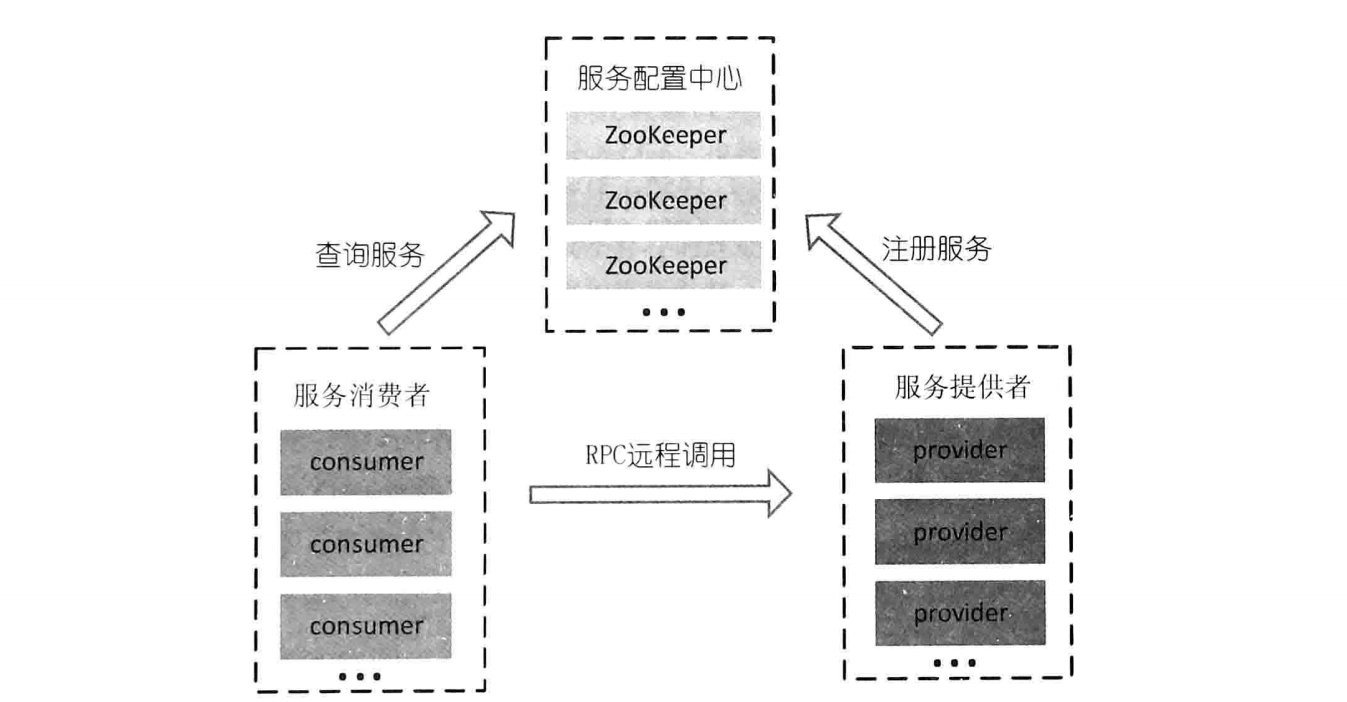 服务配置中心
ZooKeeper
ZooKeeper
ZooKeeper
查询服务
注册服务
服务消费者
consumer
consumer
consumer
RPC远程调用
服务提供者
provider
provider
provider